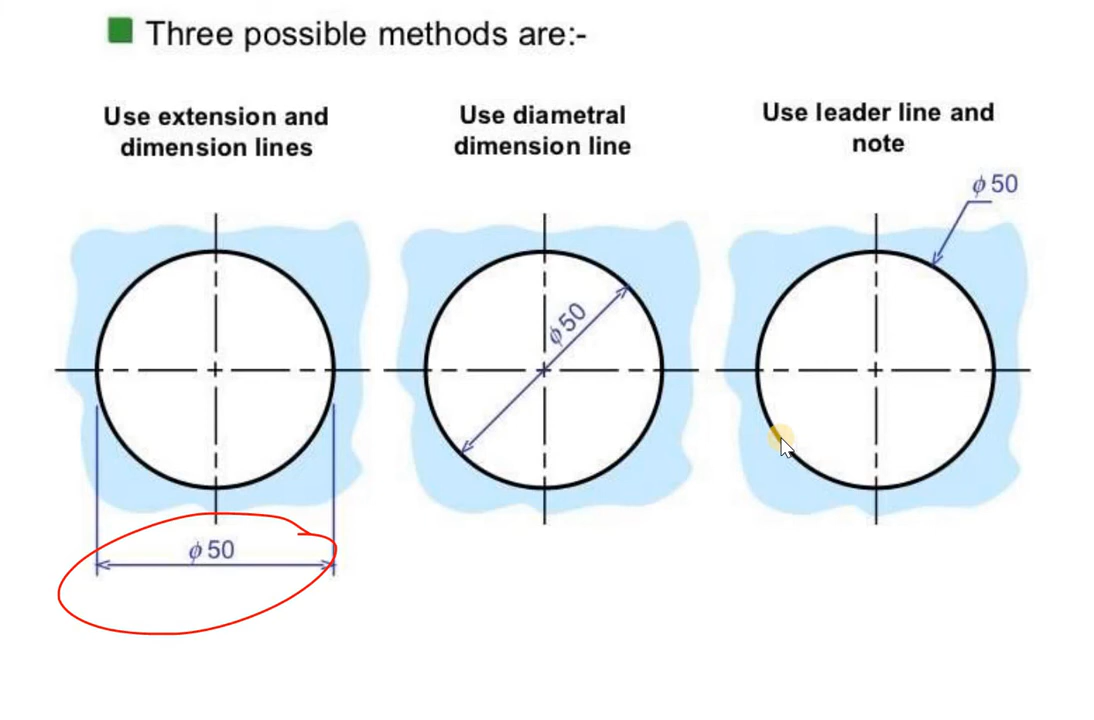 Three possible methods are:-
Use extension and
dimension lines
Use diametral
dimension line
Use leader line and
note
ϕ 50
ϕ 50
ϕ 50